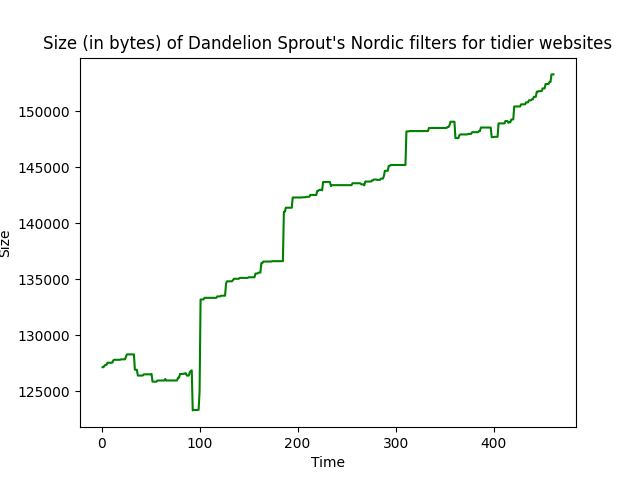 Size (in bytes) of Dandelion Sprout's Nordic filters for tidier websites
150000
145000
140000
135000
130000
125000
Size
0 100 200 300 400
Time